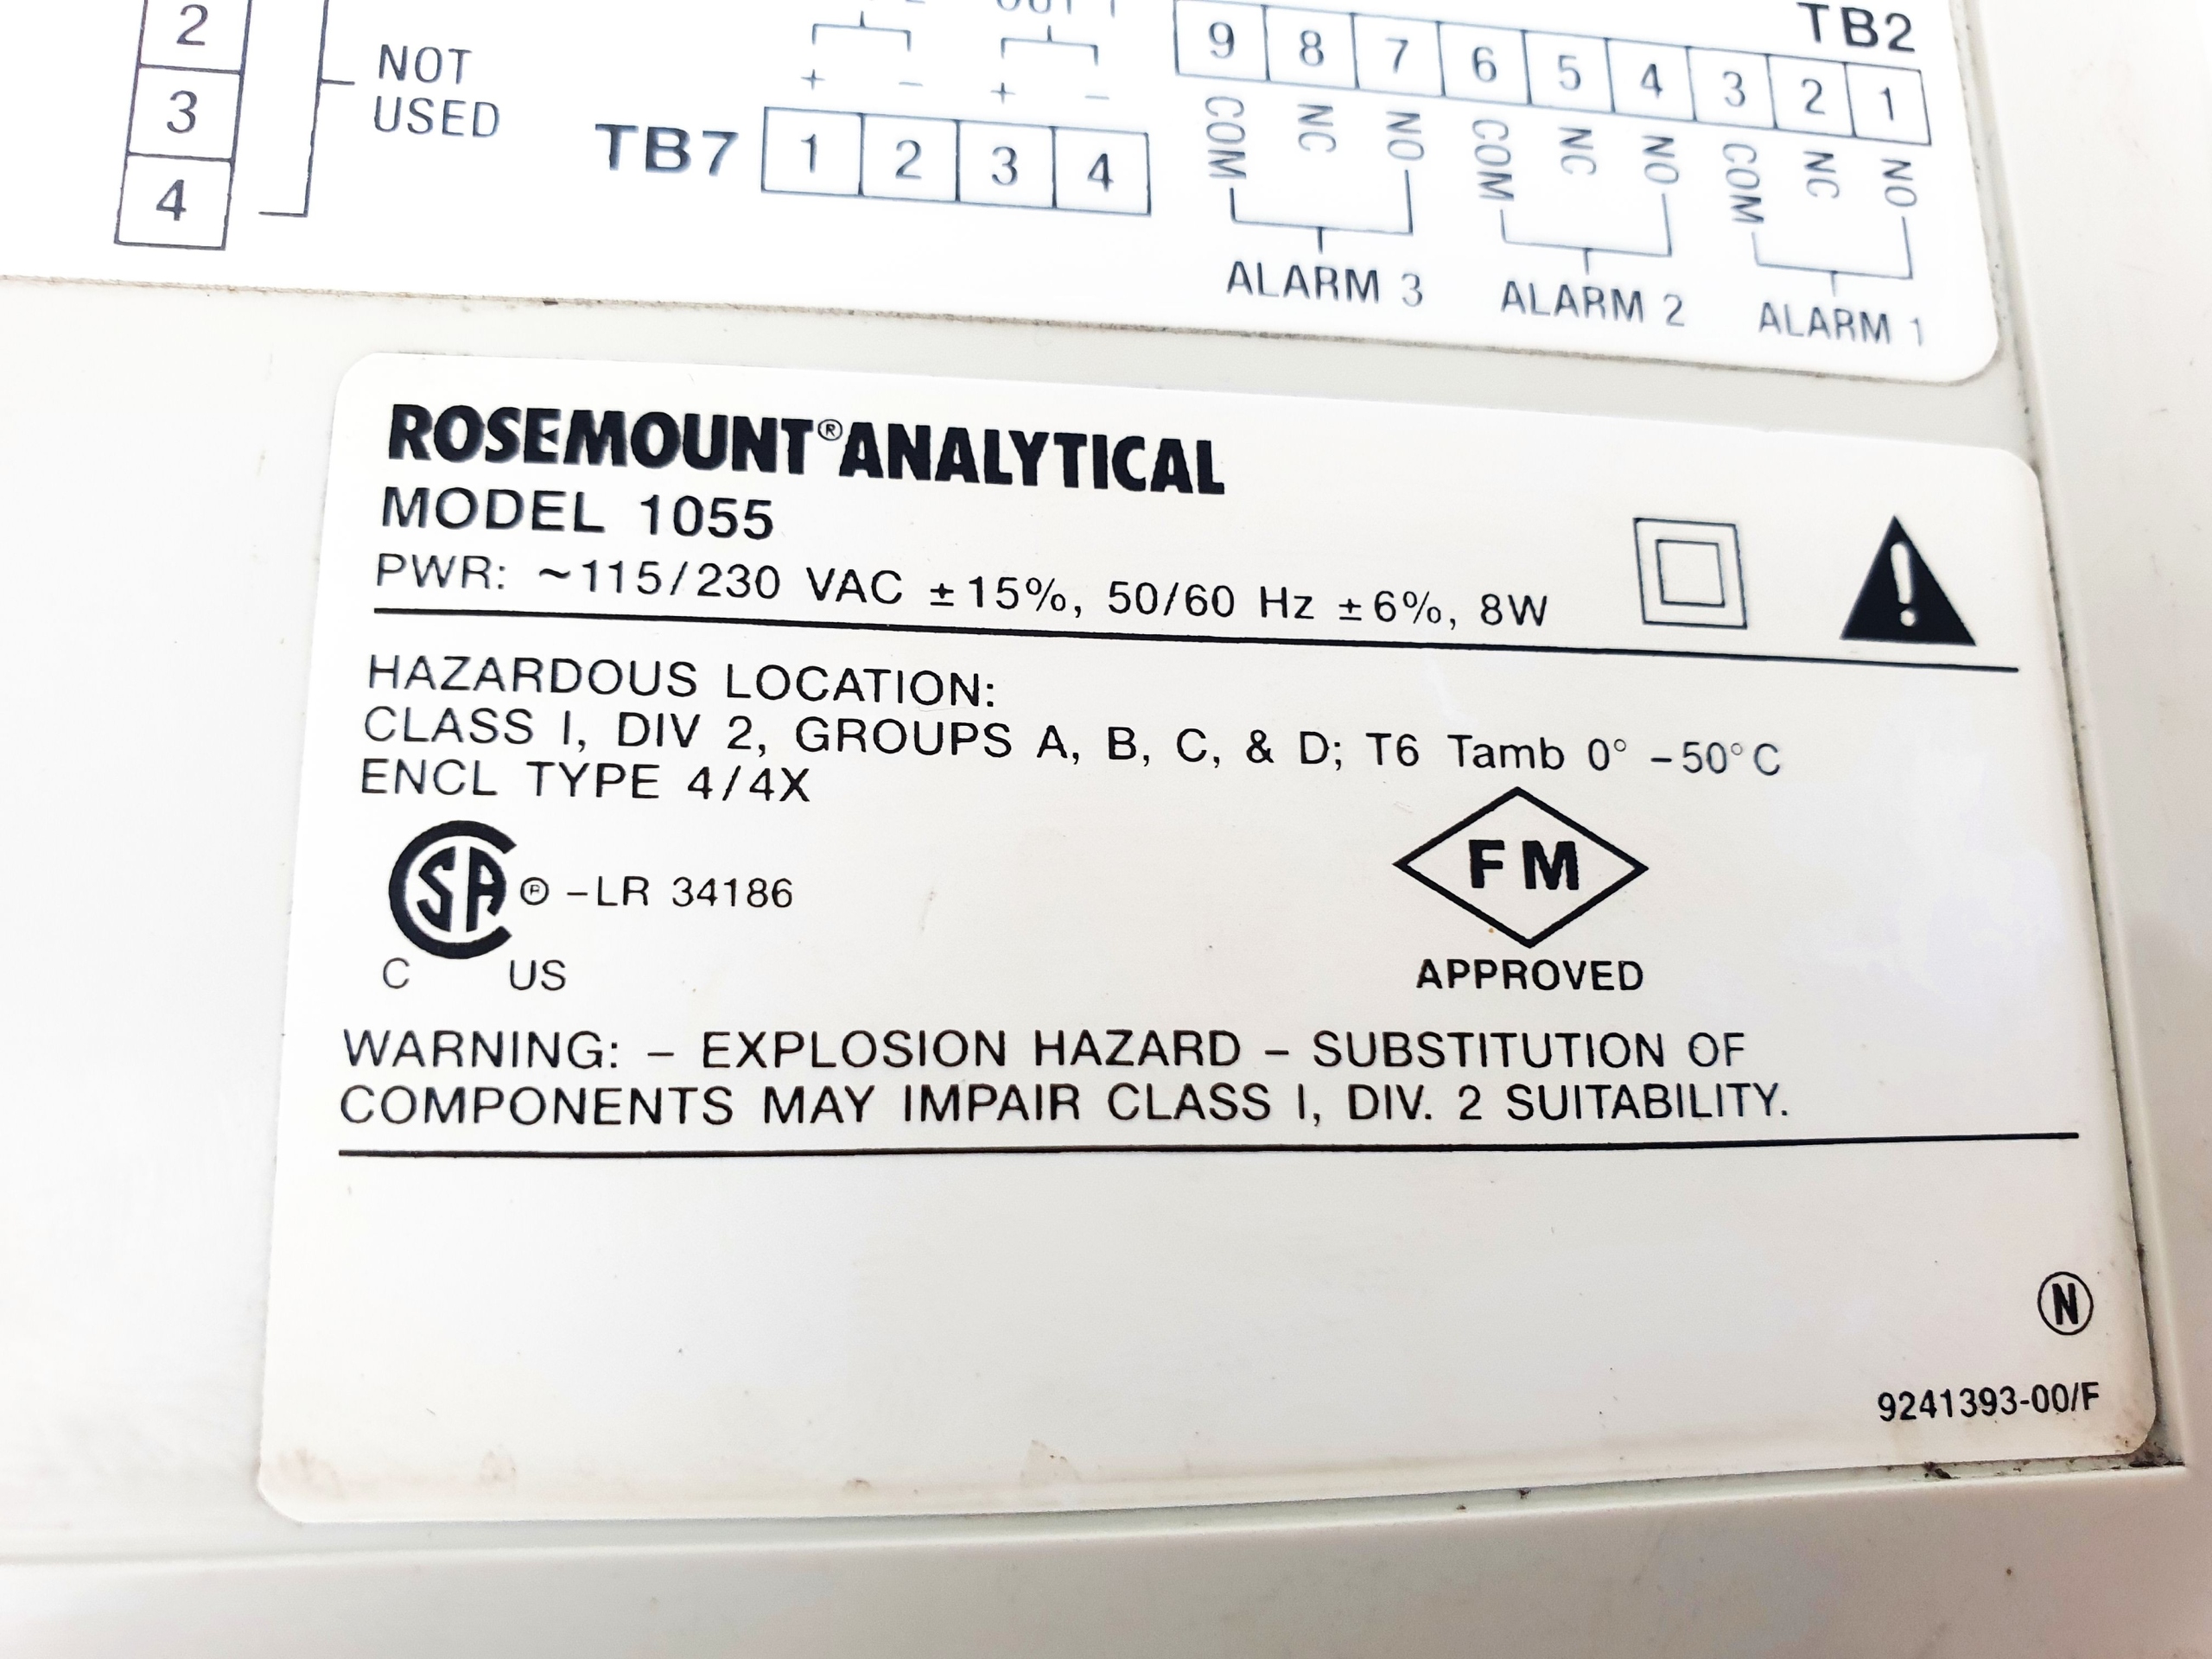 2
3
4
NOT
USED
+ − + −
TB7 1 2 3 4
TB2
9 8 7 6 5 4 3 2 1
COM NC NO COM NC NO COM NC NO
ALARM 3 ALARM 2 ALARM 1
ROSEMOUNT® ANALYTICAL
MODEL 1055
PWR: ~115/230 VAC ±15%, 50/60 Hz ±6%, 8W
HAZARDOUS LOCATION:
CLASS I, DIV 2, GROUPS A, B, C, & D; T6 Tamb 0° –50°C
ENCL TYPE 4/4X
CSA ® –LR 34186
C US
FM
APPROVED
WARNING: – EXPLOSION HAZARD – SUBSTITUTION OF
COMPONENTS MAY IMPAIR CLASS I, DIV. 2 SUITABILITY.
N
9241393-00/F